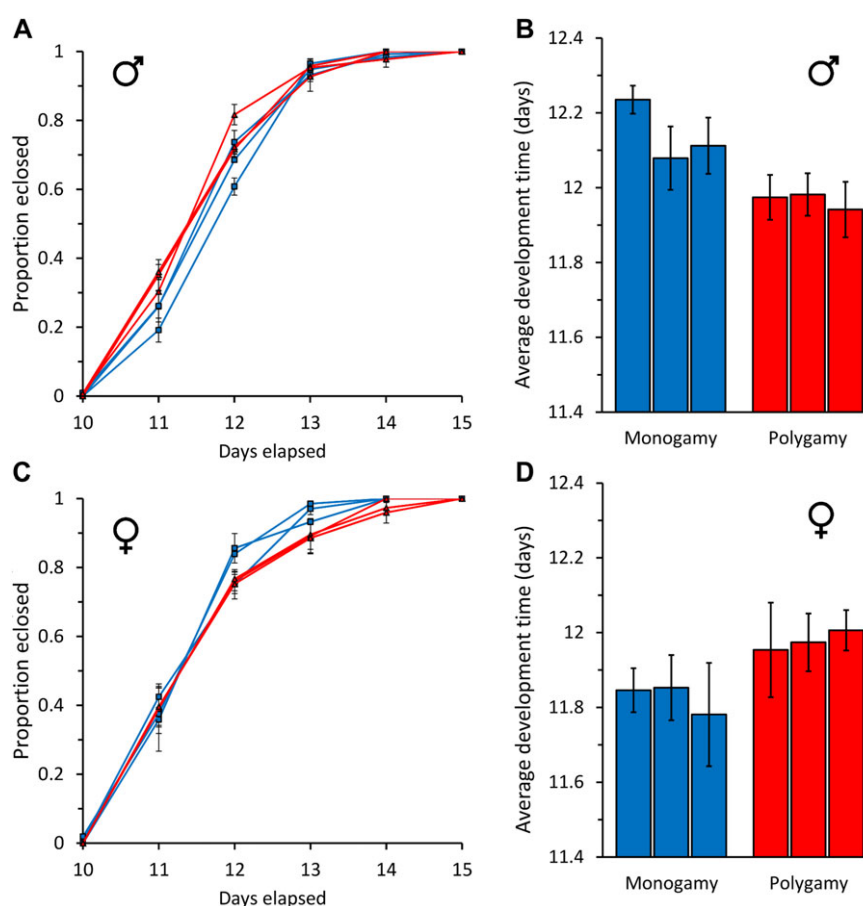 A
♂
Proportion eclosed
1
0.8
0.6
0.4
0.2
0
10 11 12 13 14 15
Days elapsed
B
♂
Average development time (days)
12.4
12.2
12
11.8
11.6
11.4
Monogamy Polygamy
C
♀
Proportion eclosed
1
0.8
0.6
0.4
0.2
0
10 11 12 13 14 15
Days elapsed
D
♀
Average development time (days)
12.4
12.2
12
11.8
11.6
11.4
Monogamy Polygamy